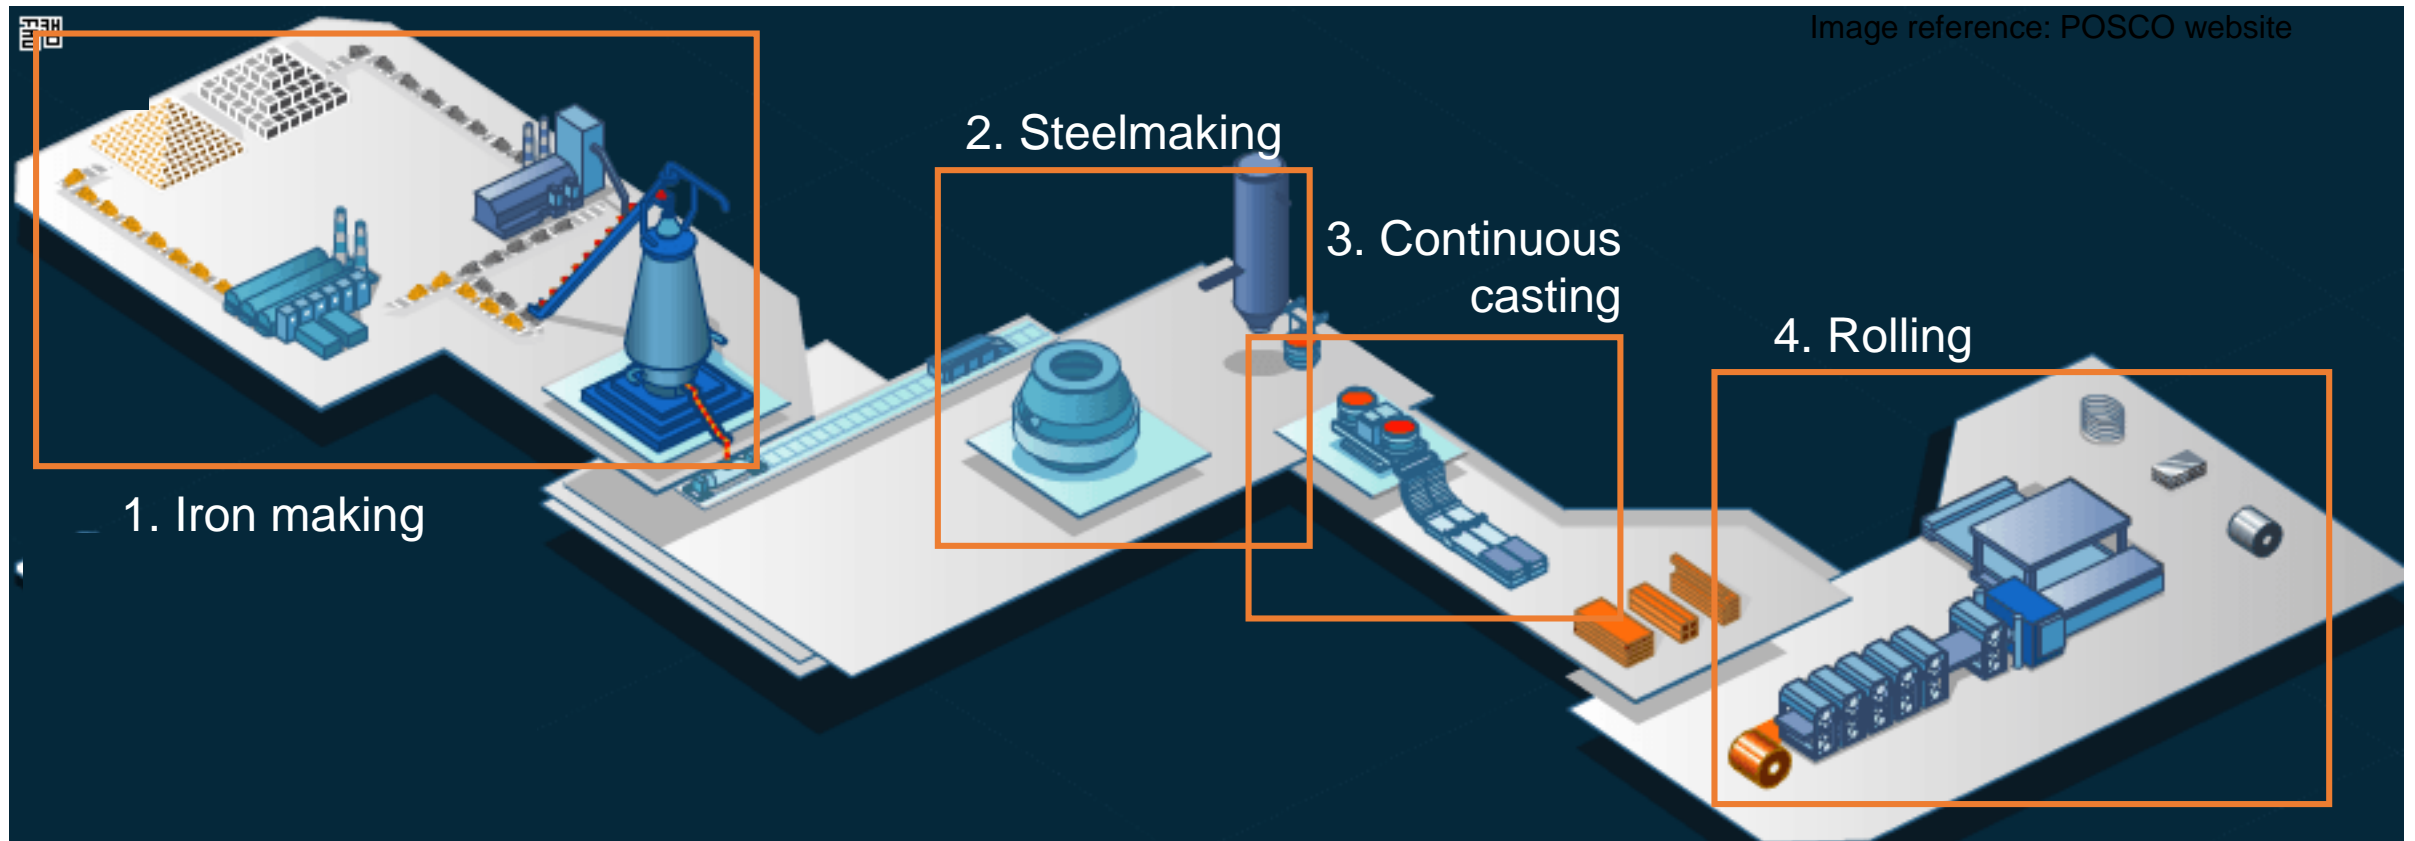 Image reference: POSCO website
2. Steelmaking
3. Continuous
casting
4. Rolling
1. Iron making